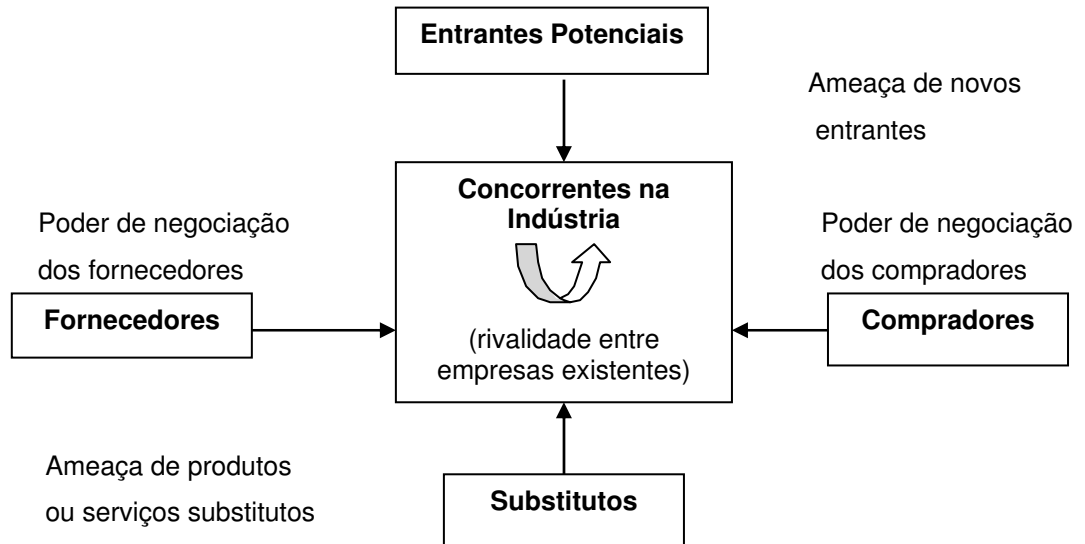 Entrantes Potenciais
Ameaça de novos
entrantes
Concorrentes na
Indústria
Poder de negociação
dos fornecedores
Poder de negociação
dos compradores
Fornecedores
Compradores
(rivalidade entre
empresas existentes)
Ameaça de produtos
ou serviços substitutos
Substitutos